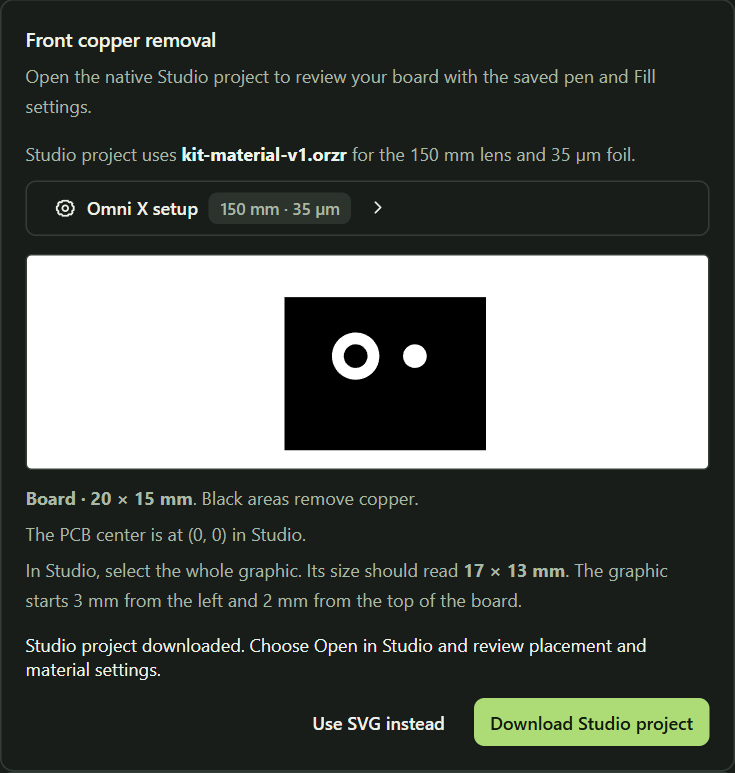 Front copper removal
Open the native Studio project to review your board with the saved pen and Fill
settings.
Studio project uses kit-material-v1.orzr for the 150 mm lens and 35 µm foil.
Omni X setup 150 mm · 35 µm
Board · 20 × 15 mm. Black areas remove copper.
The PCB center is at (0, 0) in Studio.
In Studio, select the whole graphic. Its size should read 17 × 13 mm. The graphic
starts 3 mm from the left and 2 mm from the top of the board.
Studio project downloaded. Choose Open in Studio and review placement and
material settings.
Use SVG instead
Download Studio project